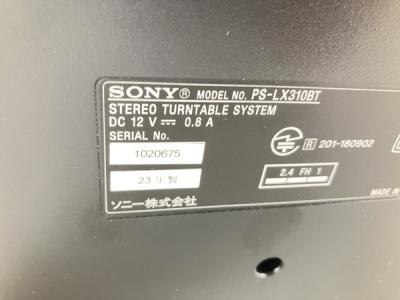 SONY® MODEL NO. PS-LX310BT
STEREO TURNTABLE SYSTEM
DC 12 V ⎓ 0.8 A
SERIAL No.
1020675
23年製
ソニー株式会社
R 201-180902
2.4 FH 1
MADE IN